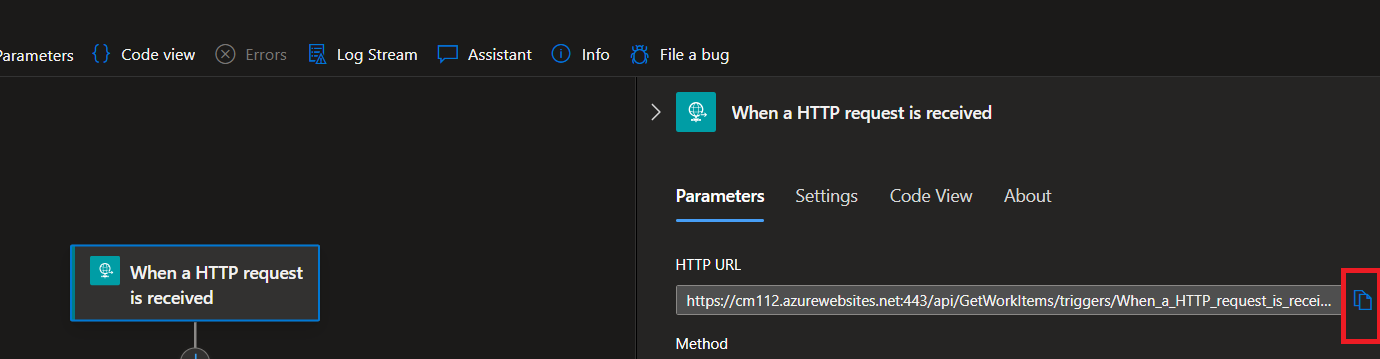 Parameters Code view Errors Log Stream Assistant Info File a bug
When a HTTP request is received
Parameters Settings Code View About
When a HTTP request
is received
HTTP URL
https://cm112.azurewebsites.net:443/api/GetWorkItems/triggers/When_a_HTTP_request_is_recei...
Method